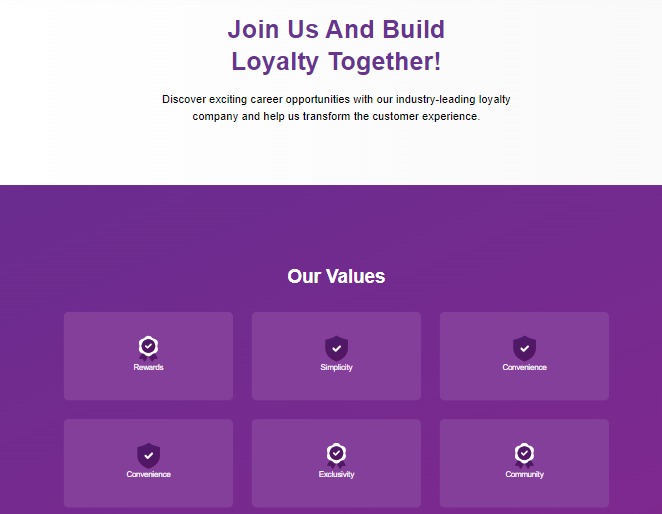 Join Us And Build
Loyalty Together!
Discover exciting career opportunities with our industry-leading loyalty
company and help us transform the customer experience.
Our Values
Rewards
Simplicity
Convenience
Convenience
Exclusivity
Community